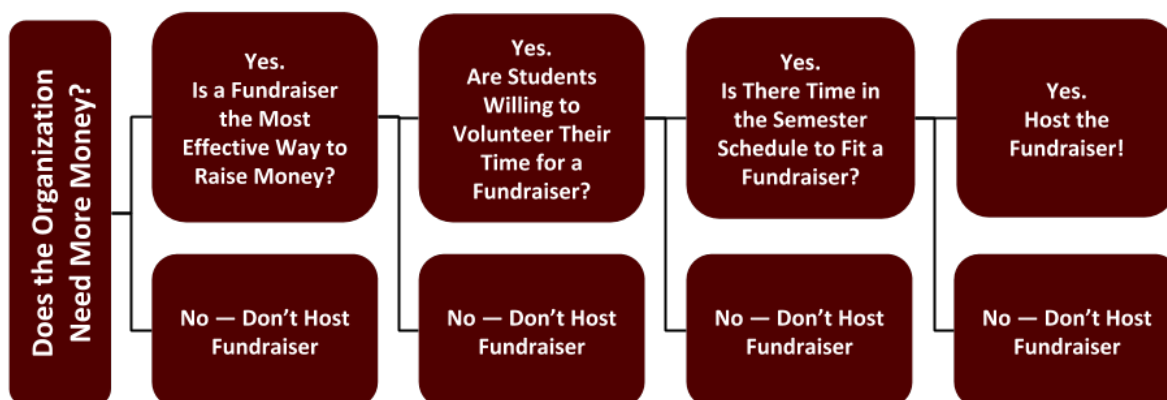 Does the Organization
Need More Money?
Yes.
Is a Fundraiser
the Most
Effective Way to
Raise Money?
No — Don’t Host
Fundraiser
Yes.
Are Students
Willing to
Volunteer Their
Time for a
Fundraiser?
No — Don’t Host
Fundraiser
Yes.
Is There Time in
the Semester
Schedule to Fit a
Fundraiser?
No — Don’t Host
Fundraiser
Yes.
Host the
Fundraiser!
No — Don’t Host
Fundraiser